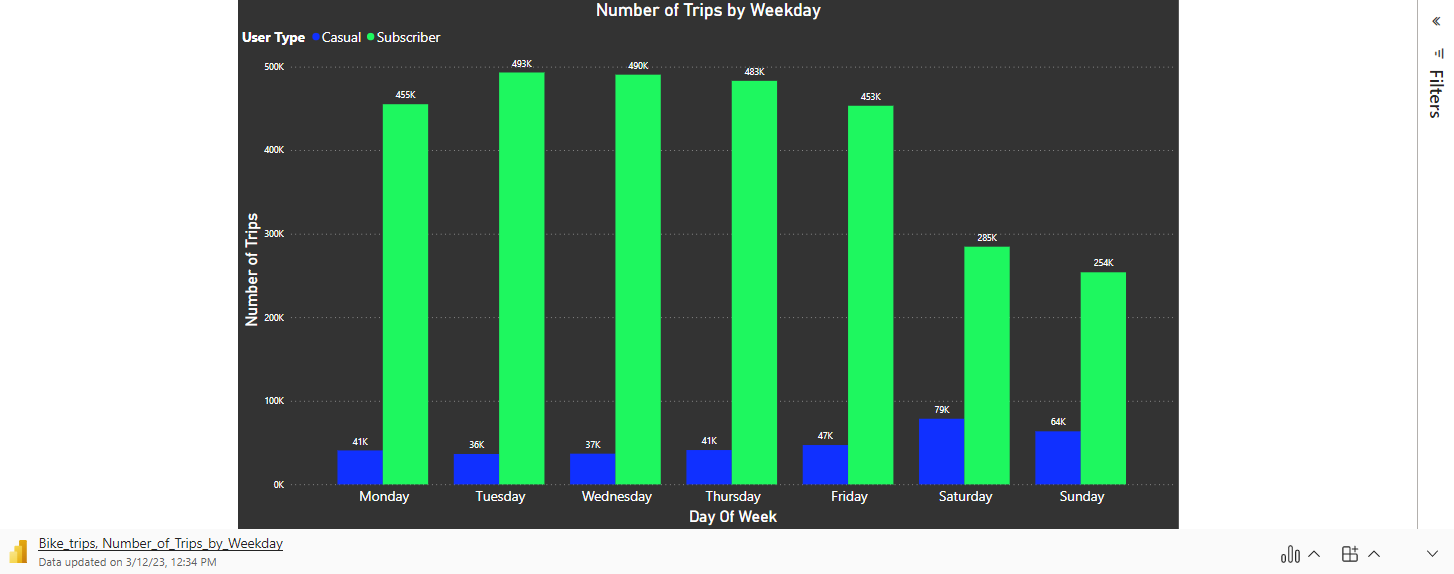 Number of Trips by Weekday
User Type Casual Subscriber
Filters
500K
400K
300K
200K
100K
0K
Number of Trips
455K
493K
490K
483K
453K
285K
254K
41K
36K
37K
41K
47K
79K
64K
Monday Tuesday Wednesday Thursday Friday Saturday Sunday
Day Of Week
Bike_trips, Number_of_Trips_by_Weekday
Data updated on 3/12/23, 12:34 PM